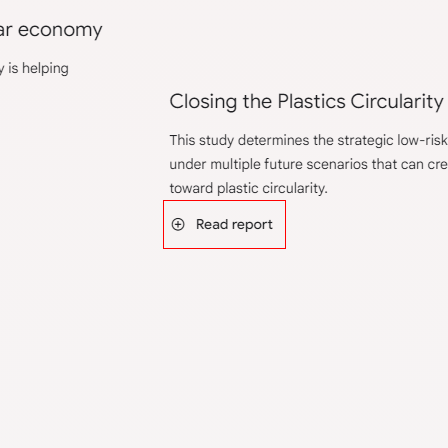 ar economy
y is helping
Closing the Plastics Circularity
This study determines the strategic low-risk
under multiple future scenarios that can cre
toward plastic circularity.
Read report